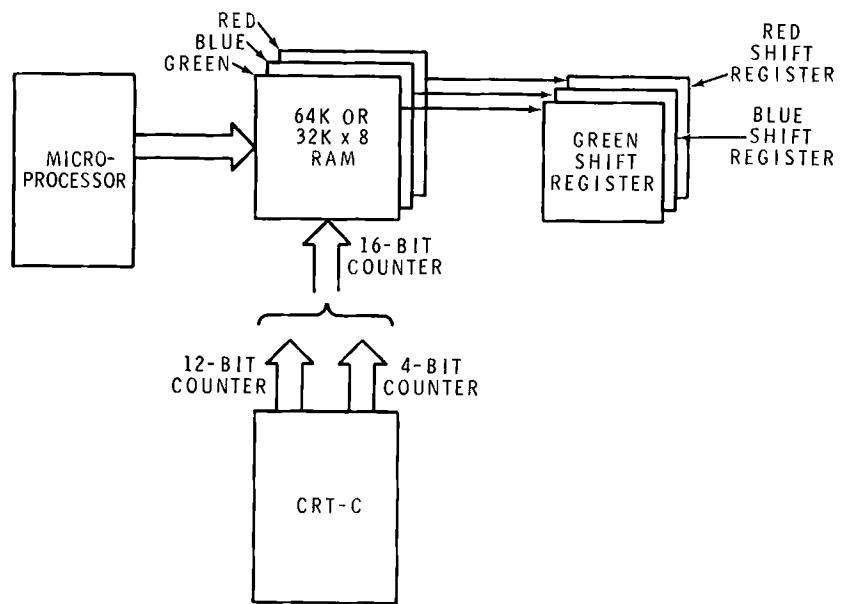 RED
BLUE
GREEN
RED
SHIFT
REGISTER
MICRO-
PROCESSOR
64K OR
32K x 8
RAM
GREEN
SHIFT
REGISTER
BLUE
SHIFT
REGISTER
16-BIT
COUNTER
12-BIT
COUNTER
4-BIT
COUNTER
CRT-C